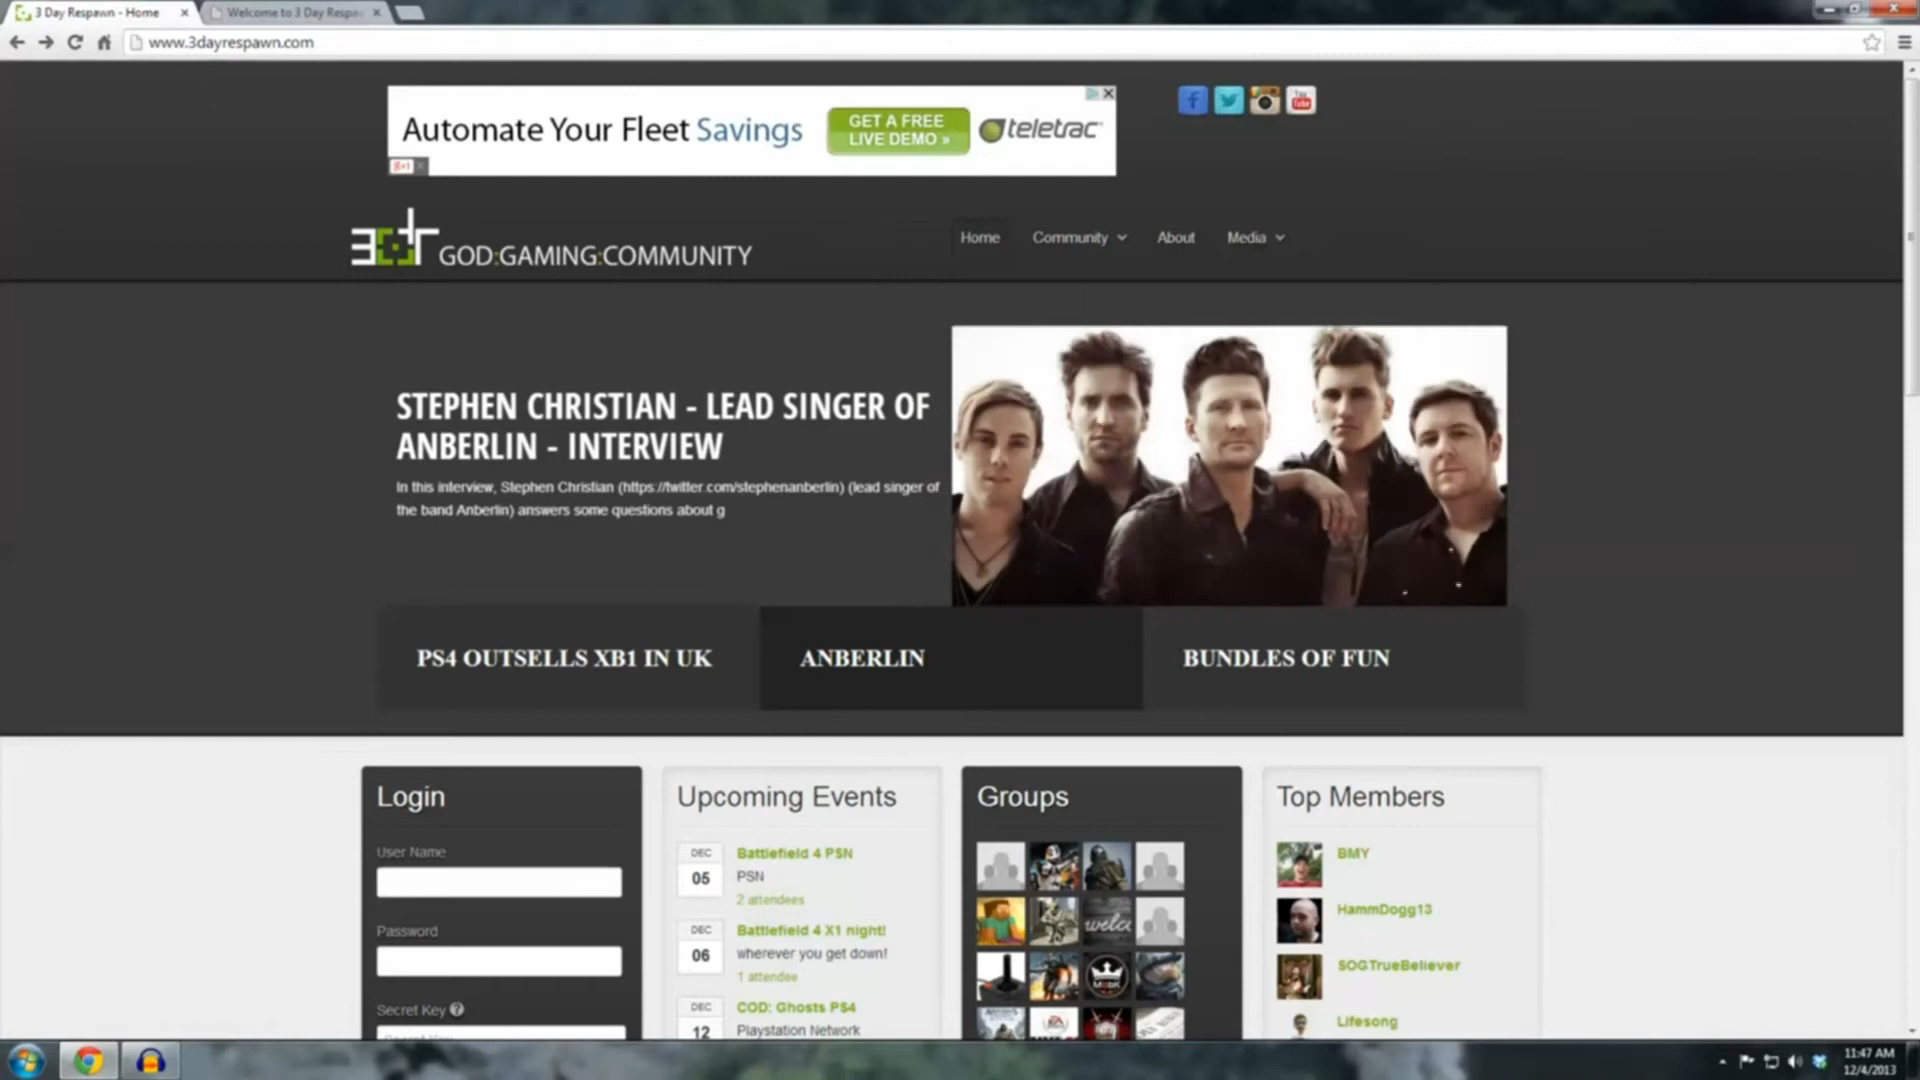 3 Day Respawn - Home
Welcome to 3 Day Respaw
www.3dayrespawn.com
Automate Your Fleet Savings
GET A FREE
LIVE DEMO »
teletrac
g+1
You
Tube
3dr GOD:GAMING:COMMUNITY
Home
Community
About
Media
STEPHEN CHRISTIAN - LEAD SINGER OF
ANBERLIN - INTERVIEW
In this interview, Stephen Christian (https://twitter.com/stephenanberlin) (lead singer of
the band Anberlin) answers some questions about g
PS4 OUTSELLS XB1 IN UK
ANBERLIN
BUNDLES OF FUN
Login
User Name
Password
Secret Key
Upcoming Events
DEC
05
Battlefield 4 PSN
PSN
2 attendees
DEC
06
Battlefield 4 X1 night!
wherever you get down!
1 attendee
DEC
12
COD: Ghosts PS4
Playstation Network
Groups
welc
Top Members
BMY
HammDogg13
SOGTrueBeliever
Lifesong
11:47 AM
12/4/2013